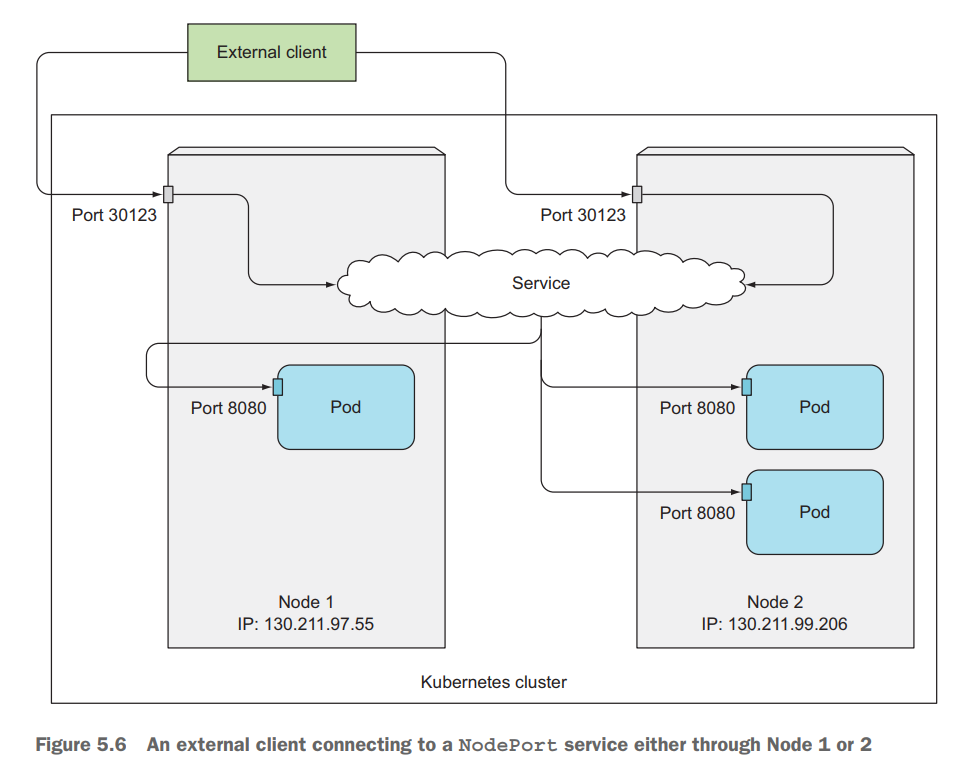 External client
Port 30123
Port 30123
Service
Port 8080
Pod
Port 8080
Pod
Port 8080
Pod
Node 1
IP: 130.211.97.55
Node 2
IP: 130.211.99.206
Kubernetes cluster
Figure 5.6 An external client connecting to a NodePort service either through Node 1 or 2